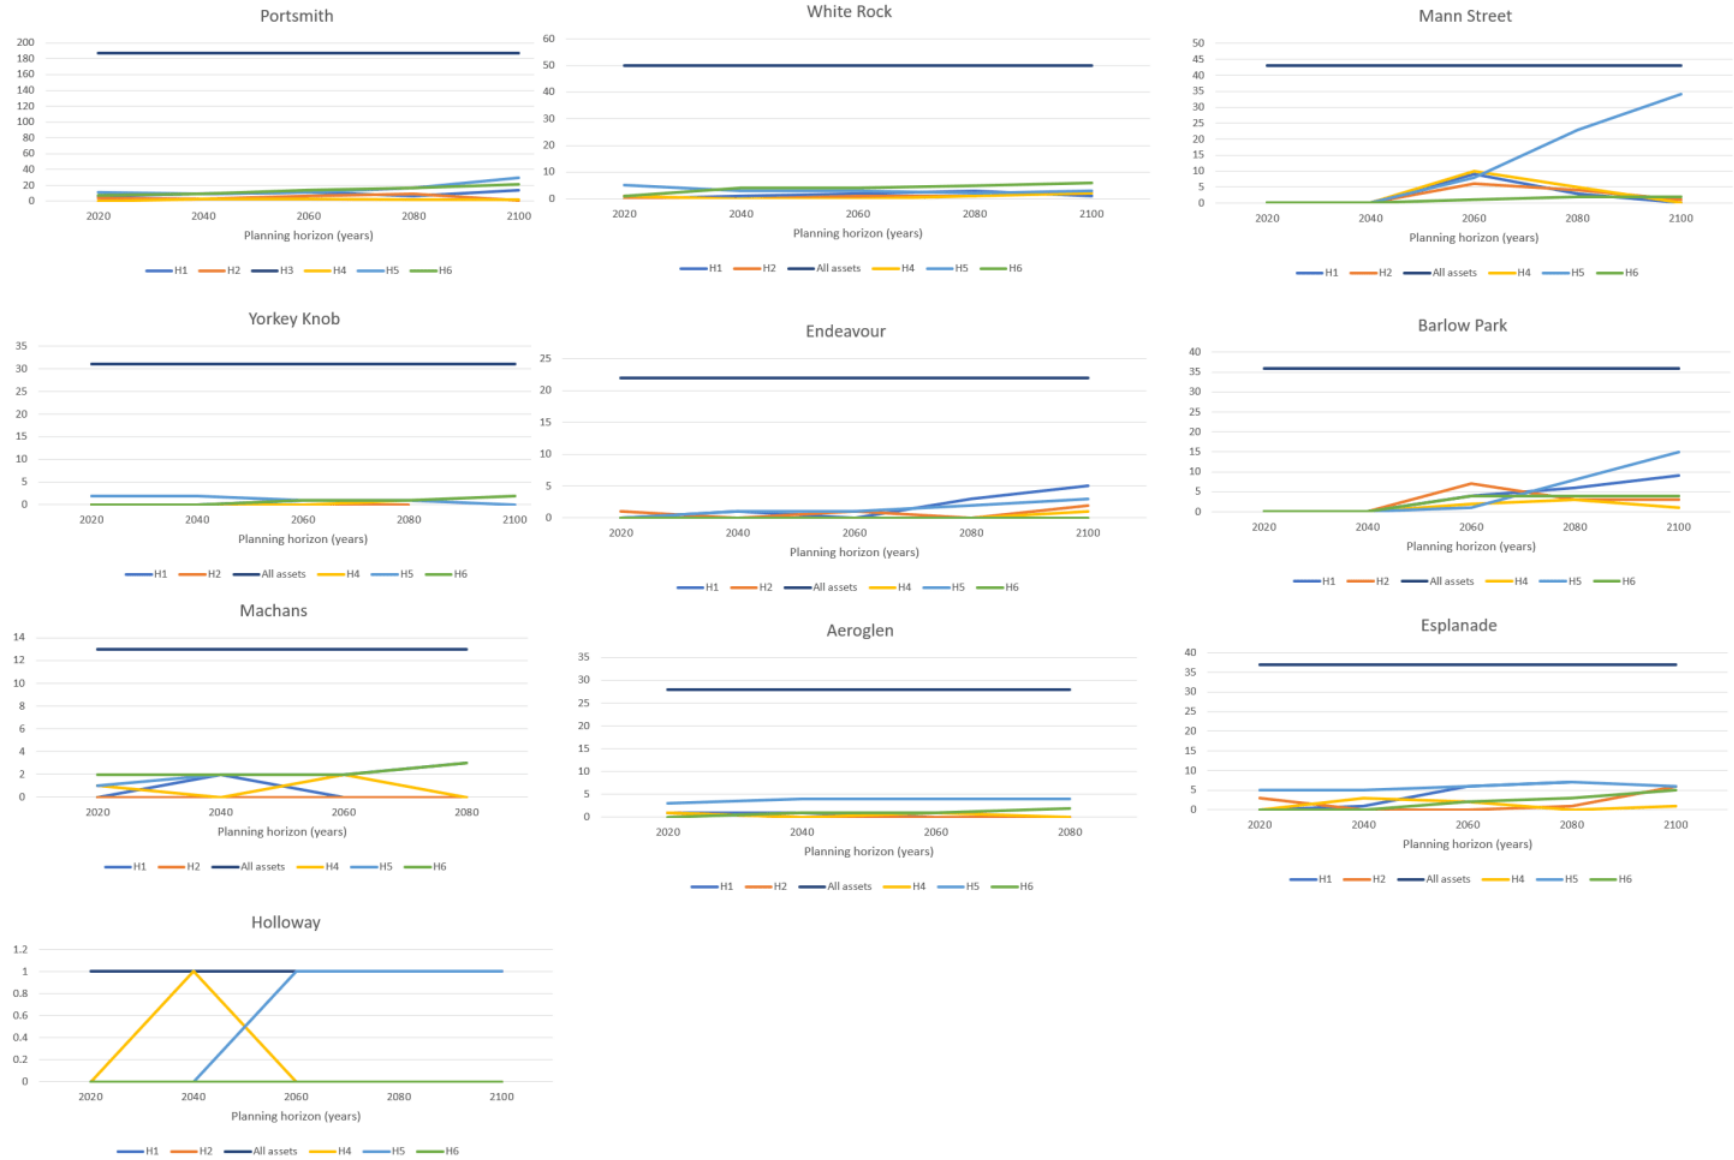 Portsmith
200
180
160
140
120
100
80
60
40
20
0
2020 2040 2060 2080 2100
Planning horizon (years)
H1 H2 H3 H4 H5 H6
White Rock
60
50
40
30
20
10
0
2020 2040 2060 2080 2100
Planning horizon (years)
H1 H2 All assets H4 H5 H6
Mann Street
50
45
40
35
30
25
20
15
10
5
0
2020 2040 2060 2080 2100
Planning horizon (years)
H1 H2 All assets H4 H5 H6
Yorkey Knob
35
30
25
20
15
10
5
0
2020 2040 2060 2080 2100
Planning horizon (years)
H1 H2 All assets H4 H5 H6
Endeavour
25
20
15
10
5
0
2020 2040 2060 2080 2100
Planning horizon (years)
H1 H2 All assets H4 H5 H6
Barlow Park
40
35
30
25
20
15
10
5
0
2020 2040 2060 2080 2100
Planning horizon (years)
H1 H2 All assets H4 H5 H6
Machans
14
12
10
8
6
4
2
0
2020 2040 2060 2080
Planning horizon (years)
H1 H2 All assets H4 H5 H6
Aeroglen
35
30
25
20
15
10
5
0
2020 2040 2060 2080
Planning horizon (years)
H1 H2 All assets H4 H5 H6
Esplanade
40
35
30
25
20
15
10
5
0
2020 2040 2060 2080 2100
Planning horizon (years)
H1 H2 All assets H4 H5 H6
Holloway
1.2
1
0.8
0.6
0.4
0.2
0
2020 2040 2060 2080 2100
Planning horizon (years)
H1 H2 All assets H4 H5 H6